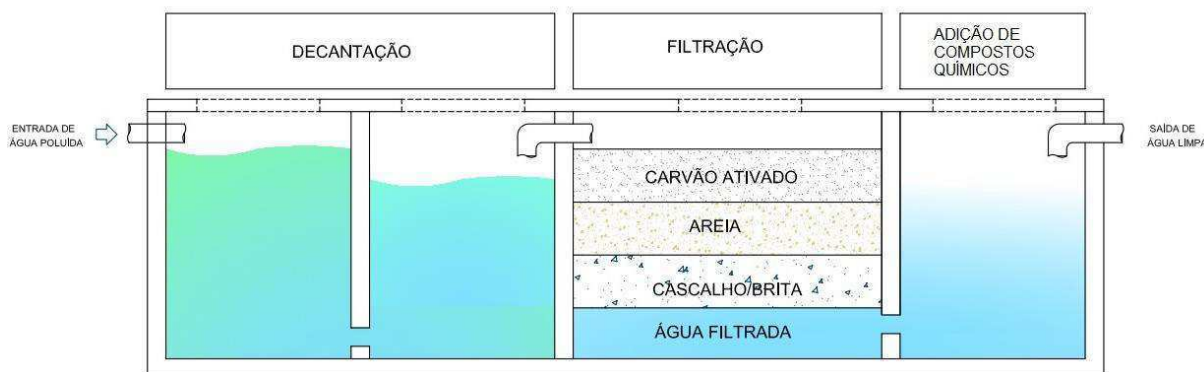 DECANTAÇÃO
FILTRAÇÃO
ADIÇÃO DE
COMPOSTOS
QUÍMICOS
ENTRADA DE
ÁGUA POLUÍDA
SAÍDA DE
ÁGUA LÍMPA
CARVÃO ATIVADO
AREIA
CASCALHO/BRITA
ÁGUA FILTRADA